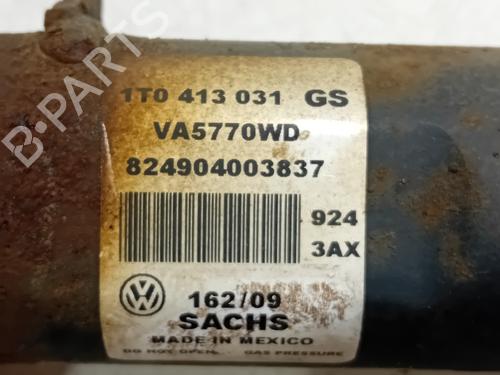 B-PARTS
1T0 413 031 GS
VA5770WD
824904003837
924
3AX
162/09
SACHS
MADE IN MEXICO
DO NOT OPEN. GAS PRESSURE